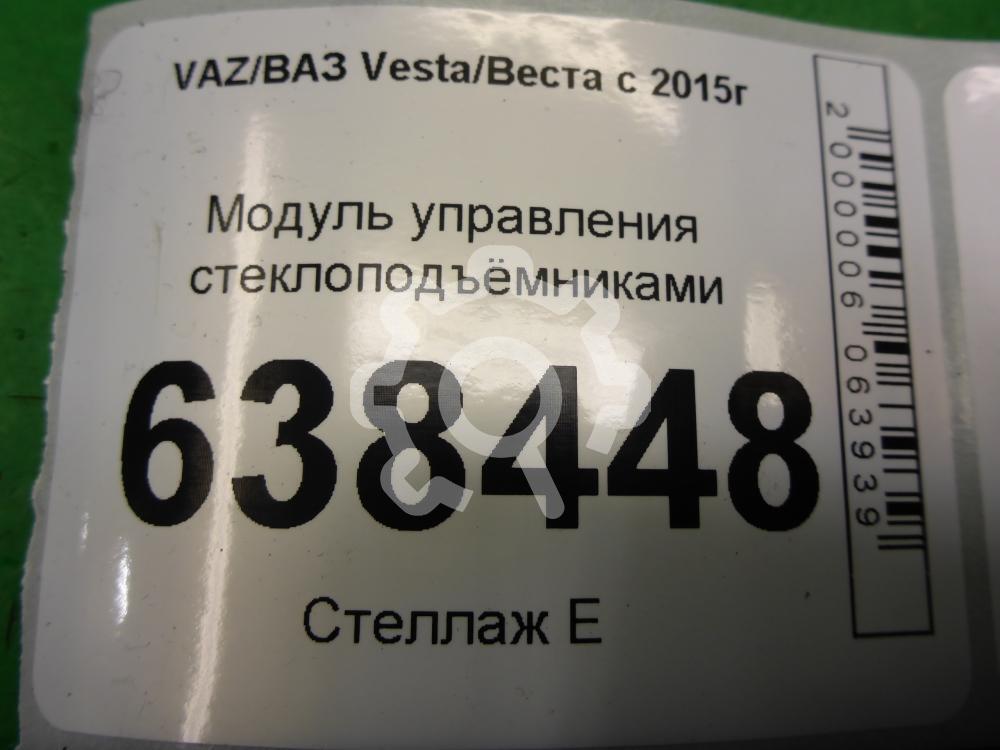 VAZ/ВАЗ Vesta/Веста с 2015г
Модуль управления
стеклоподъёмниками
638448
Стеллаж Е
2000006063939